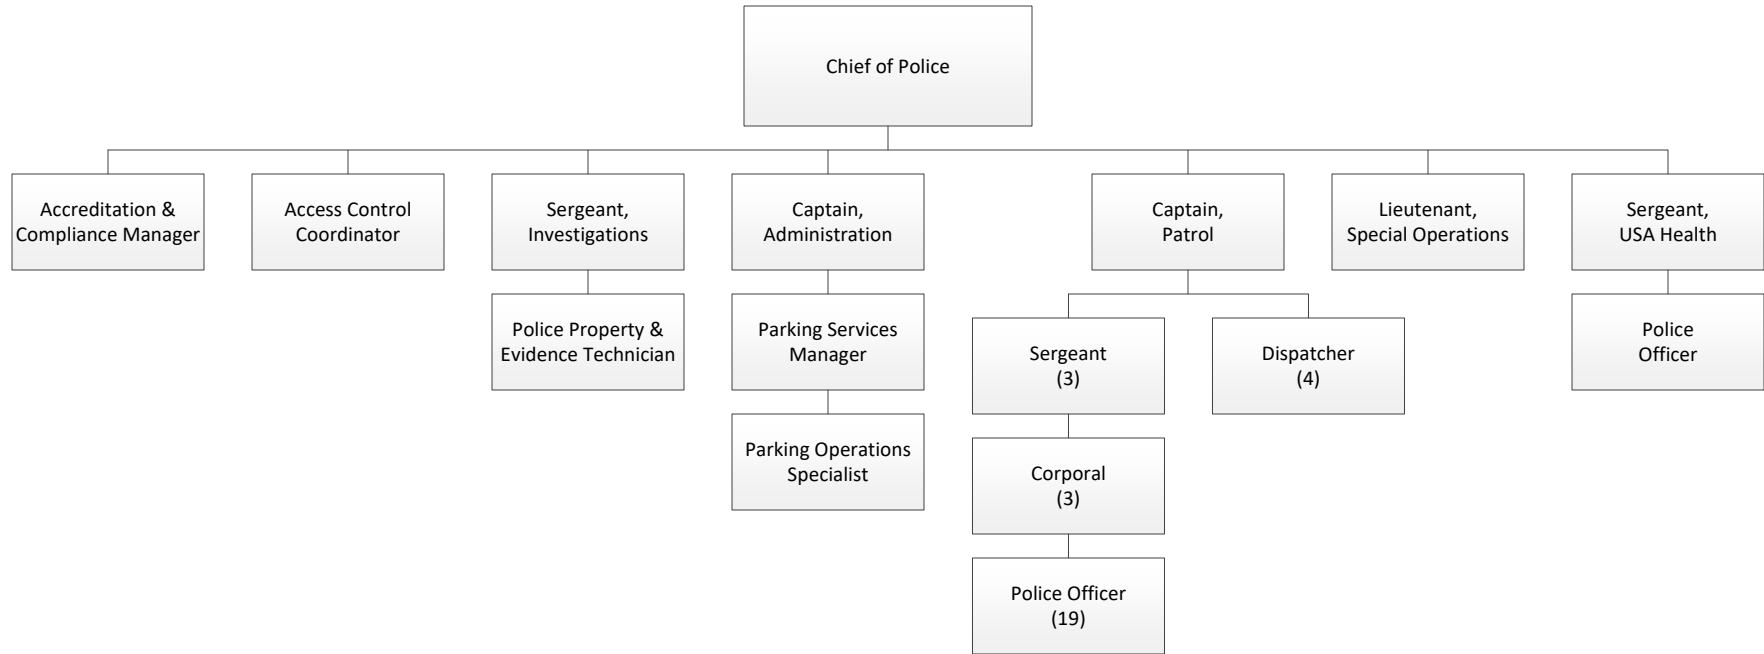 Chief of Police
Accreditation &
Compliance Manager
Access Control
Coordinator
Sergeant,
Investigations
Captain,
Administration
Captain,
Patrol
Lieutenant,
Special Operations
Sergeant,
USA Health
Police Property &
Evidence Technician
Parking Services
Manager
Sergeant
(3)
Dispatcher
(4)
Police
Officer
Parking Operations
Specialist
Corporal
(3)
Police Officer
(19)